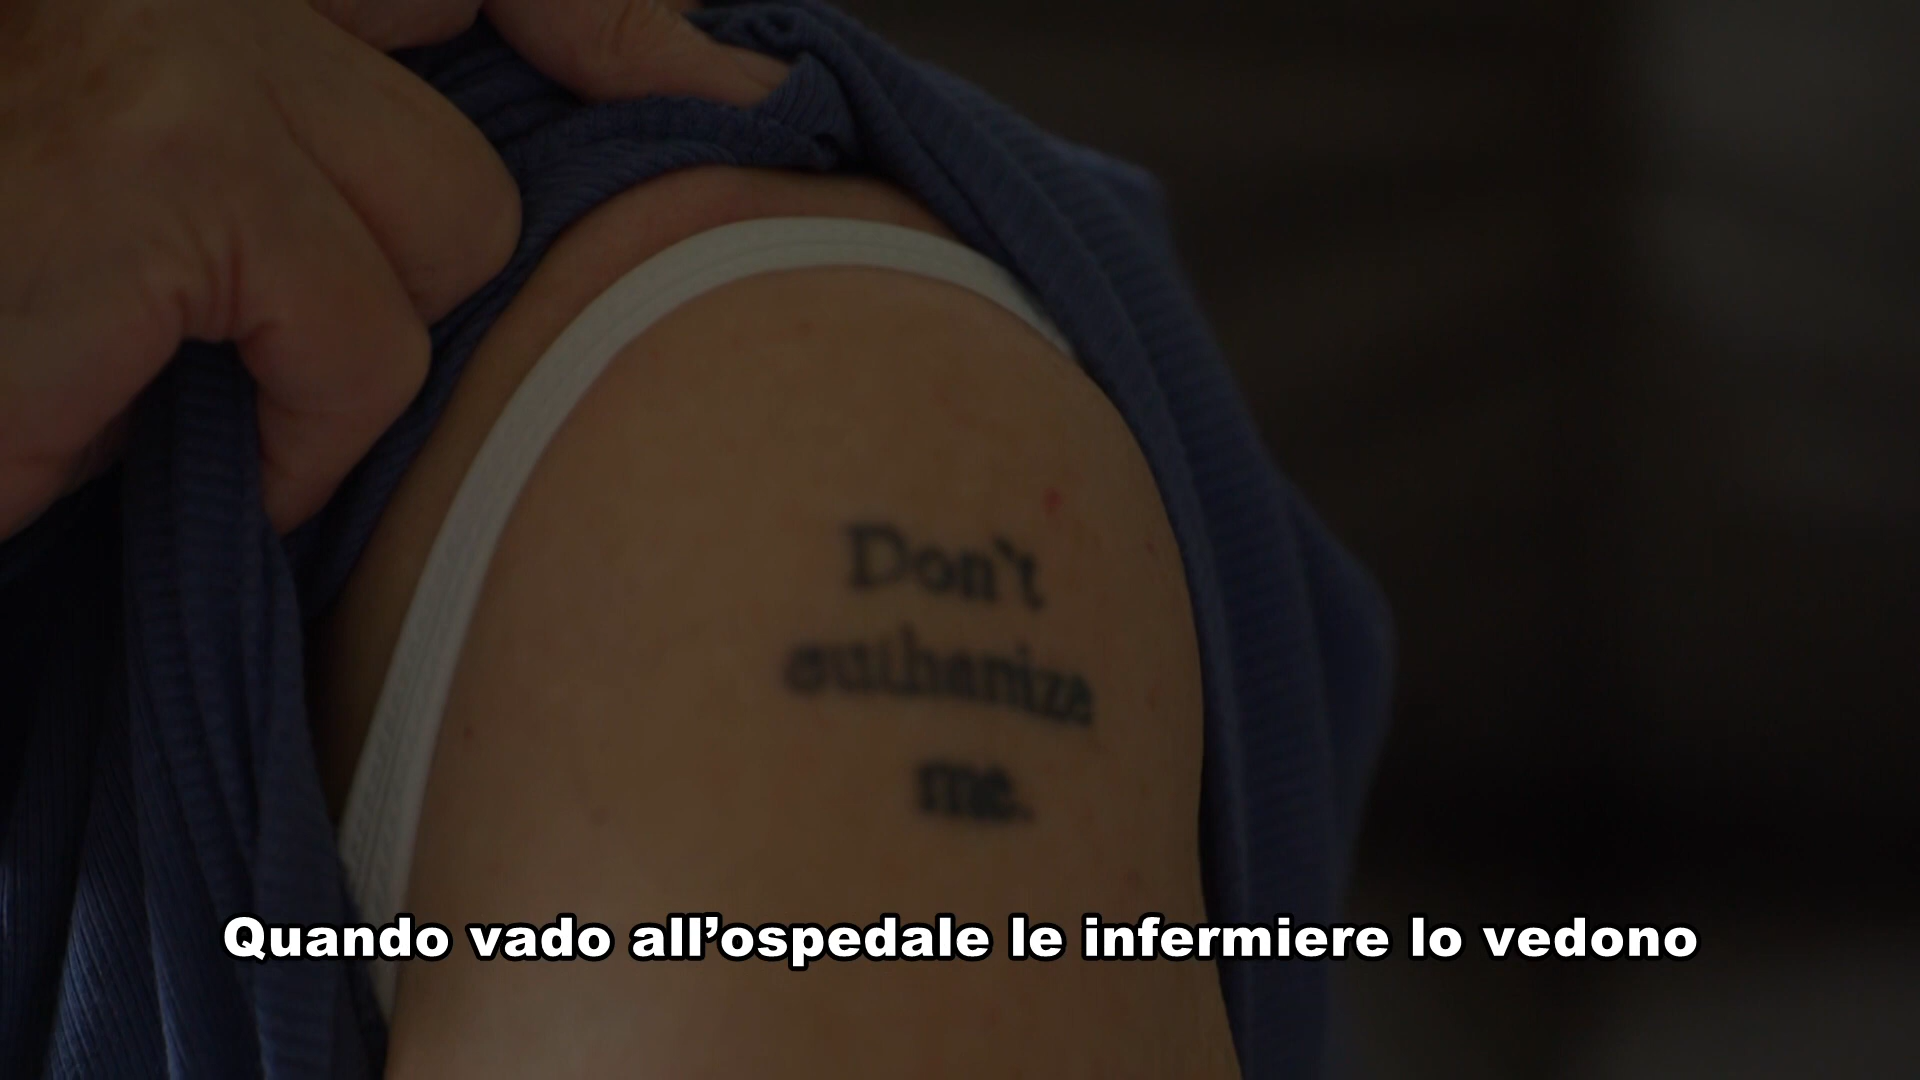 Don't
euthanize
me.
Quando vado all’ospedale le infermiere lo vedono